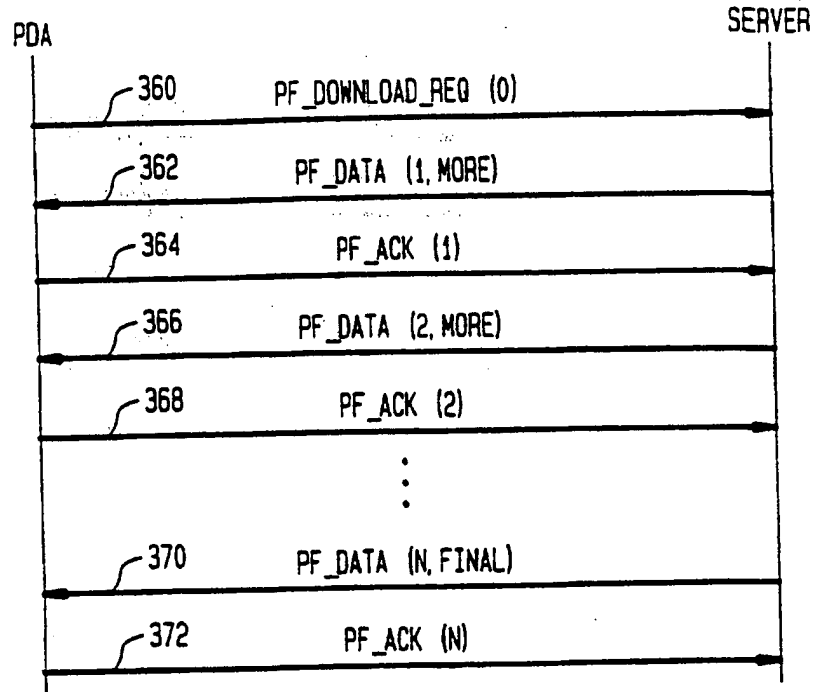 PDA
SERVER
360
PF_DOWNLOAD_REQ (0)
362
PF_DATA (1, MORE)
364
PF_ACK (1)
366
PF_DATA (2, MORE)
368
PF_ACK (2)
370
PF_DATA (N, FINAL)
372
PF_ACK (N)